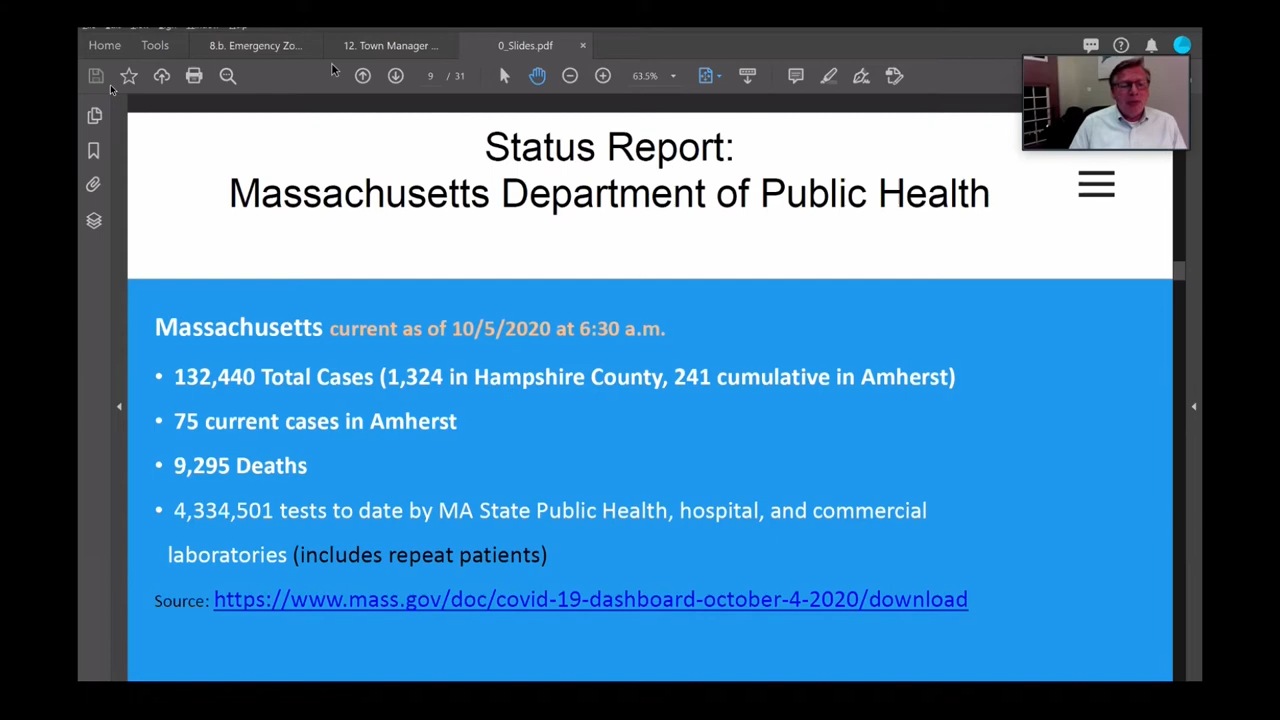 Home Tools 8.b. Emergency Zo... 12. Town Manager ... 0_Slides.pdf ×
9 / 31 63.5%
Status Report:
Massachusetts Department of Public Health
Massachusetts current as of 10/5/2020 at 6:30 a.m.
• 132,440 Total Cases (1,324 in Hampshire County, 241 cumulative in Amherst)
• 75 current cases in Amherst
• 9,295 Deaths
• 4,334,501 tests to date by MA State Public Health, hospital, and commercial
laboratories (includes repeat patients)
Source: https://www.mass.gov/doc/covid-19-dashboard-october-4-2020/download